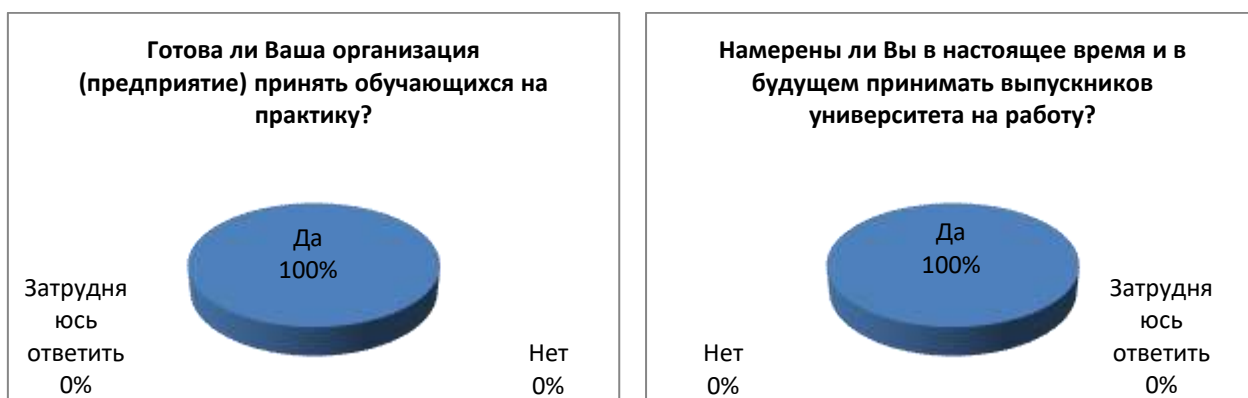 Готова ли Ваша организация
(предприятие) принять обучающихся на
практику?
Да
100%
Затрудня
юсь
ответить
0%
Нет
0%
Намерены ли Вы в настоящее время и в
будущем принимать выпускников
университета на работу?
Да
100%
Нет
0%
Затрудня
юсь
ответить
0%